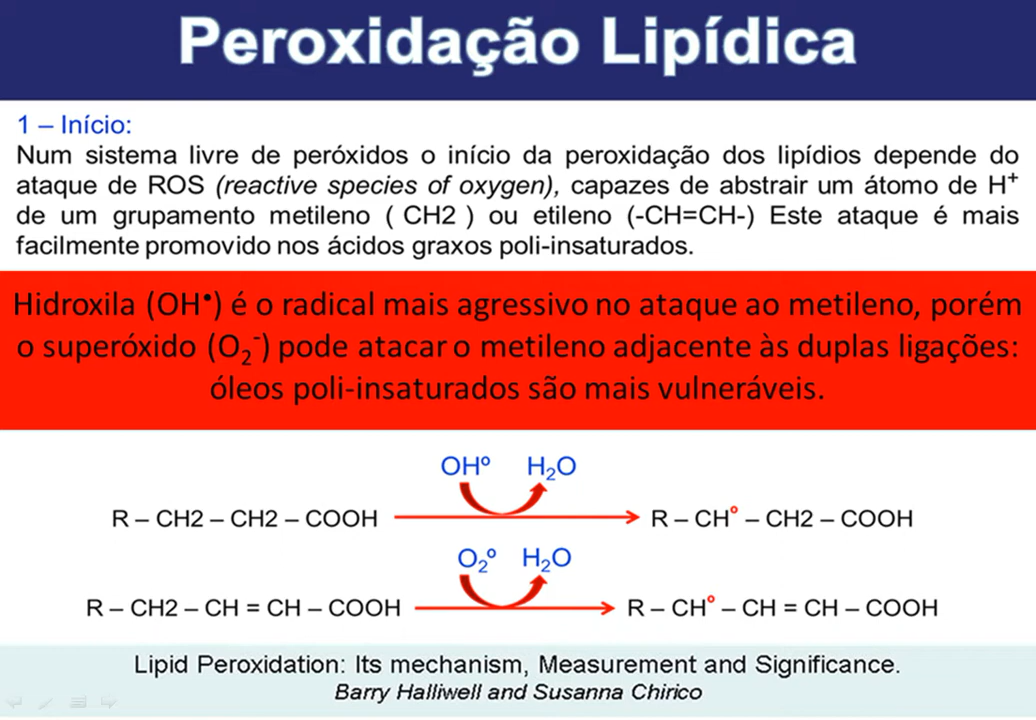 Peroxidação Lipídica
1 – Início:
Num sistema livre de peróxidos o início da peroxidação dos lipídios depende do
ataque de ROS (reactive species of oxygen), capazes de abstrair um átomo de H⁺
de um grupamento metileno ( CH2 ) ou etileno (-CH=CH-) Este ataque é mais
facilmente promovido nos ácidos graxos poli-insaturados.
Hidroxila (OH•) é o radical mais agressivo no ataque ao metileno, porém
o superóxido (O₂⁻) pode atacar o metileno adjacente às duplas ligações:
óleos poli-insaturados são mais vulneráveis.
OHº H₂O
R – CH2 – CH2 – COOH R – CHº – CH2 – COOH
O₂º H₂O
R – CH2 – CH = CH – COOH R – CHº – CH = CH – COOH
Lipid Peroxidation: Its mechanism, Measurement and Significance.
Barry Halliwell and Susanna Chirico